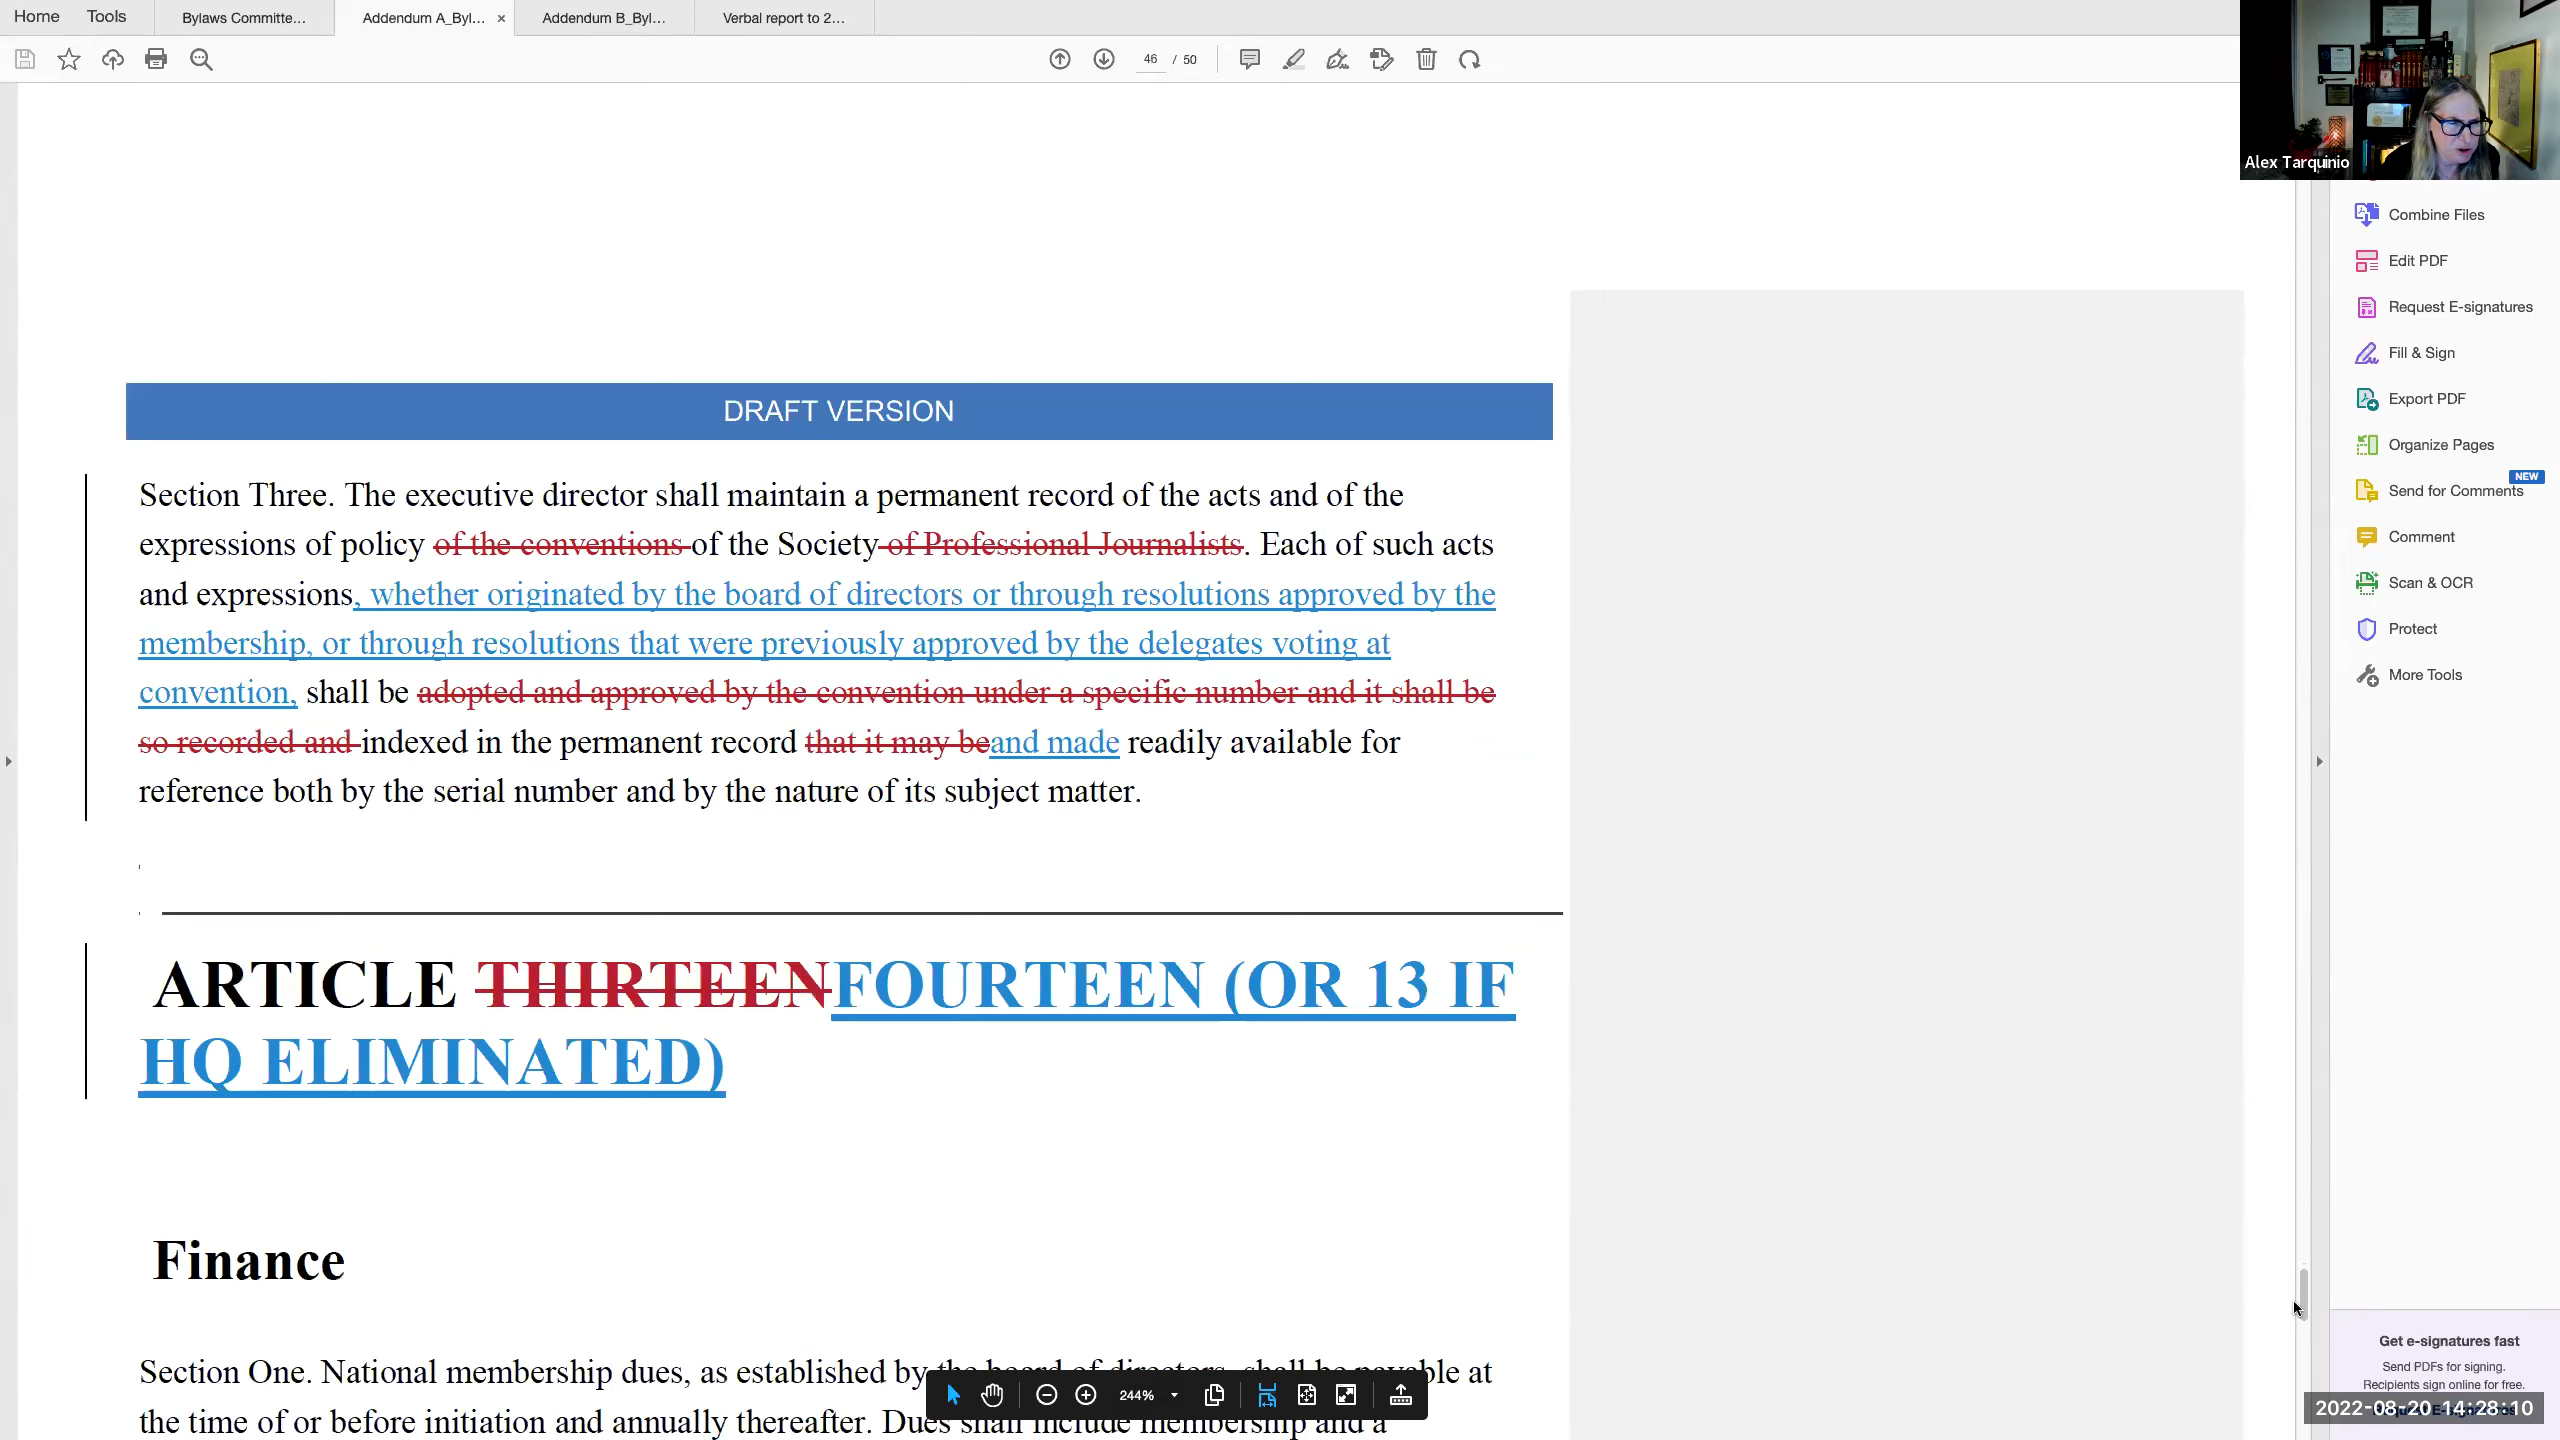 Home Tools Bylaws Committe... Addendum A_Byl... × Addendum B_Byl... Verbal report to 2...
46 / 50
Alex Tarquinio
Combine Files
Edit PDF
Request E-signatures
Fill & Sign
Export PDF
Organize Pages
NEW
Send for Comments
Comment
Scan & OCR
Protect
More Tools
DRAFT VERSION
Section Three. The executive director shall maintain a permanent record of the acts and of the
expressions of policy of the conventions of the Society of Professional Journalists. Each of such acts
and expressions, whether originated by the board of directors or through resolutions approved by the
membership, or through resolutions that were previously approved by the delegates voting at
convention, shall be adopted and approved by the convention under a specific number and it shall be
so recorded and indexed in the permanent record that it may beand made readily available for
reference both by the serial number and by the nature of its subject matter.
ARTICLE THIRTEENFOURTEEN (OR 13 IF
HQ ELIMINATED)
Finance
Section One. National membership dues, as established by the board of directors, shall be payable at
the time of or before initiation and annually thereafter. Dues shall include membership and a
244%
Get e-signatures fast
Send PDFs for signing.
Recipients sign online for free.
2022-08-20 14:28:10